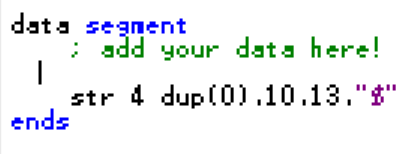 data segment
; add your data here!
str 4 dup(0),10,13,"$"
ends